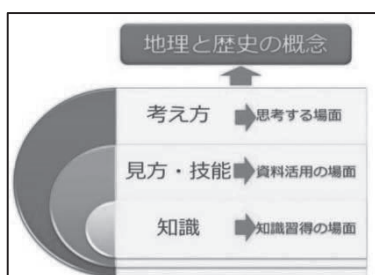 地理と歴史の概念
考え方 思考する場面
見方・技能 資料活用の場面
知識 知識習得の場面